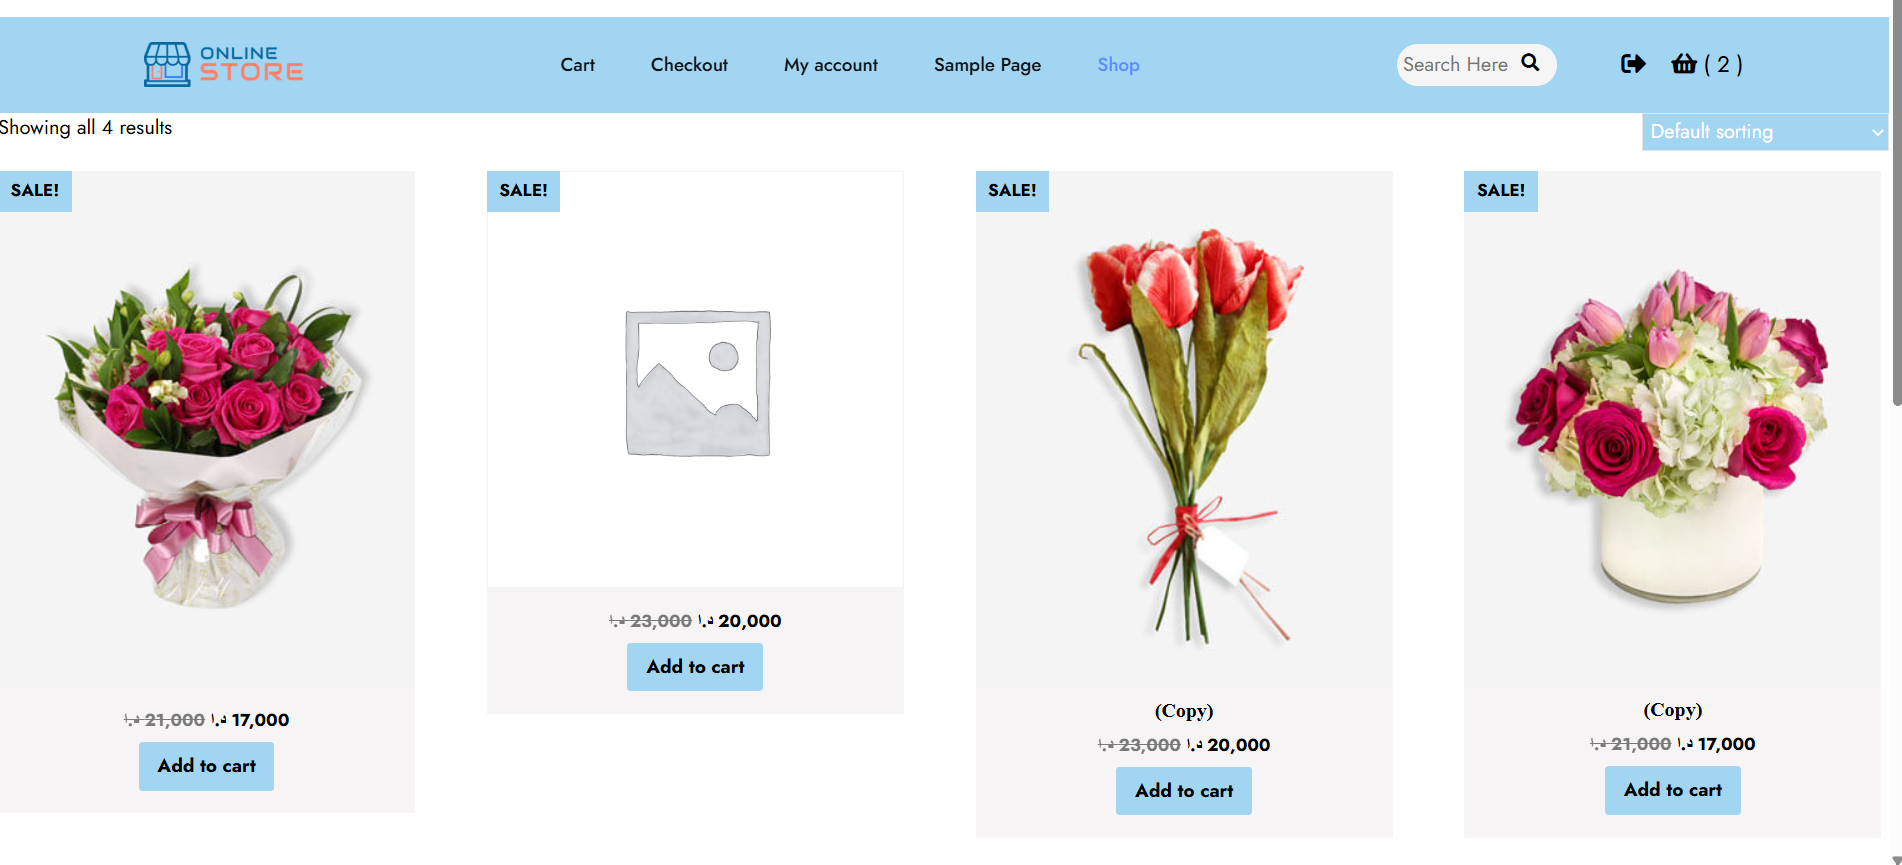 ONLINE
STORE
Cart
Checkout
My account
Sample Page
Shop
Search Here
( 2 )
Showing all 4 results
Default sorting
SALE!
د.ا 21,000 د.ا 17,000
Add to cart
SALE!
د.ا 23,000 د.ا 20,000
Add to cart
SALE!
(Copy)
د.ا 23,000 د.ا 20,000
Add to cart
SALE!
(Copy)
د.ا 21,000 د.ا 17,000
Add to cart